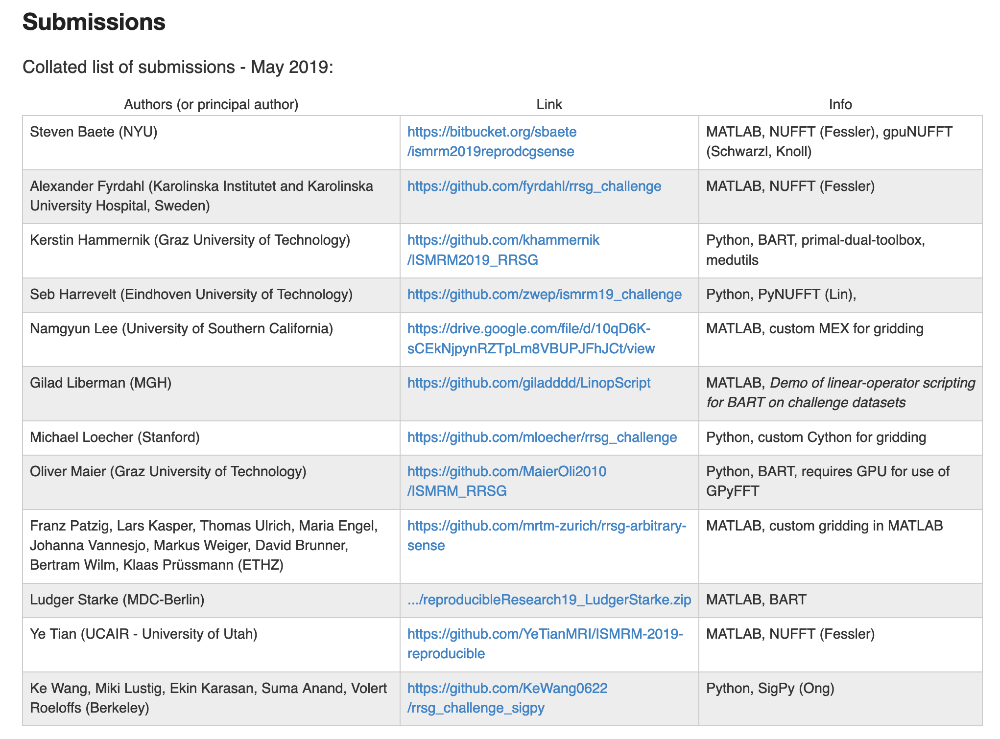 Submissions
Collated list of submissions - May 2019:
Authors (or principal author) Link Info
Steven Baete (NYU) https://bitbucket.org/sbaete MATLAB, NUFFT (Fessler), gpuNUFFT
/ismrm2019reprodcgsense (Schwarzl, Knoll)
Alexander Fyrdahl (Karolinska Institutet and Karolinska https://github.com/fyrdahl/rrsg_challenge MATLAB, NUFFT (Fessler)
University Hospital, Sweden)
Kerstin Hammernik (Graz University of Technology) https://github.com/khammernik Python, BART, primal-dual-toolbox,
/ISMRM2019_RRSG medutils
Seb Harrevelt (Eindhoven University of Technology) https://github.com/zwep/ismrm19_challenge Python, PyNUFFT (Lin),
Namgyun Lee (University of Southern California) https://drive.google.com/file/d/10qD6K- MATLAB, custom MEX for gridding
sCEkNjpynRZTpLm8VBUPJFhJCt/view
Gilad Liberman (MGH) https://github.com/giladddd/LinopScript MATLAB, Demo of linear-operator scripting
for BART on challenge datasets
Michael Loecher (Stanford) https://github.com/mloecher/rrsg_challenge Python, custom Cython for gridding
Oliver Maier (Graz University of Technology) https://github.com/MaierOli2010 Python, BART, requires GPU for use of
/ISMRM_RRSG GPyFFT
Franz Patzig, Lars Kasper, Thomas Ulrich, Maria Engel, https://github.com/mrtm-zurich/rrsg-arbitrary- MATLAB, custom gridding in MATLAB
Johanna Vannesjo, Markus Weiger, David Brunner, sense
Bertram Wilm, Klaas Prüssmann (ETHZ)
Ludger Starke (MDC-Berlin) .../reproducibleResearch19_LudgerStarke.zip MATLAB, BART
Ye Tian (UCAIR - University of Utah) https://github.com/YeTianMRI/ISMRM-2019- MATLAB, NUFFT (Fessler)
reproducible
Ke Wang, Miki Lustig, Ekin Karasan, Suma Anand, Volert https://github.com/KeWang0622 Python, SigPy (Ong)
Roeloffs (Berkeley) /rrsg_challenge_sigpy